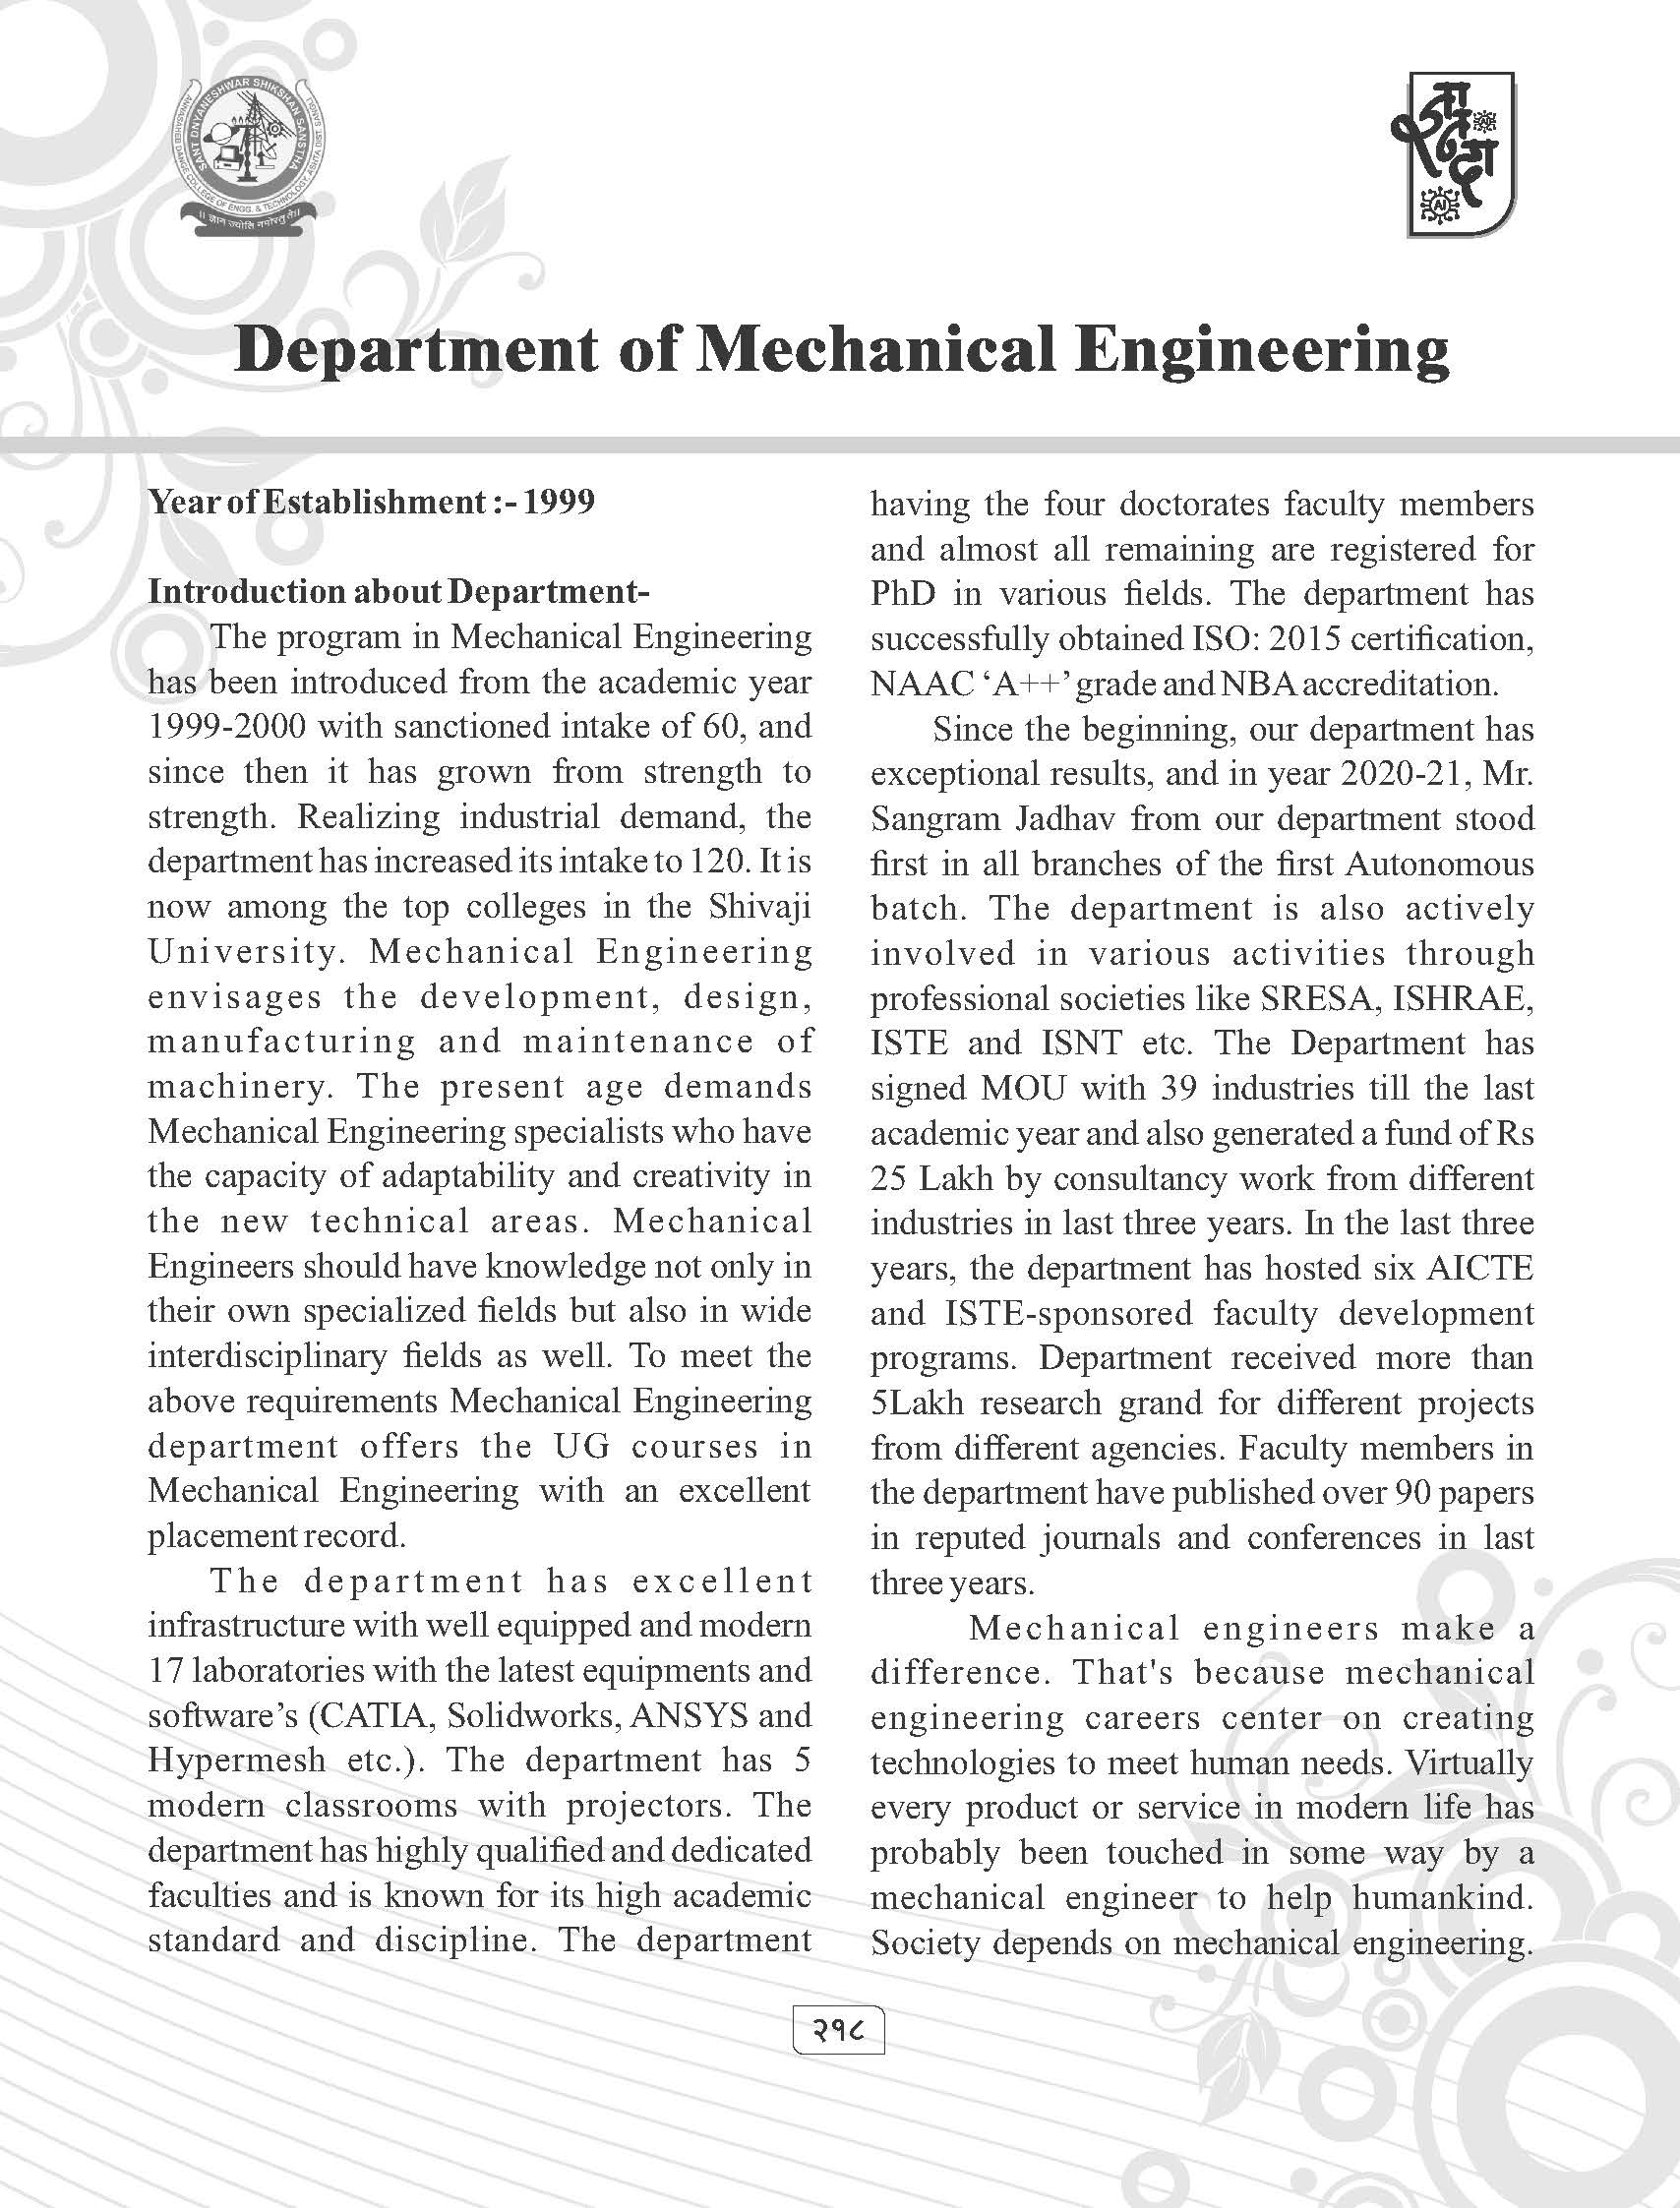 SANT DNYANESHWAR SHIKSHAN SANSTHA
ANNASAHEB DANGE COLLEGE OF ENGG. & TECHNOLOGY, ASHTA DIST. SANGLI
AI
AI
Department of Mechanical Engineering
Year of Establishment :- 1999
Introduction about Department-
The program in Mechanical Engineering
has been introduced from the academic year
1999-2000 with sanctioned intake of 60, and
since then it has grown from strength to
strength. Realizing industrial demand, the
department has increased its intake to 120. It is
now among the top colleges in the Shivaji
University. Mechanical Engineering
envisages the development, design,
manufacturing and maintenance of
machinery. The present age demands
Mechanical Engineering specialists who have
the capacity of adaptability and creativity in
the new technical areas. Mechanical
Engineers should have knowledge not only in
their own specialized fields but also in wide
interdisciplinary fields as well. To meet the
above requirements Mechanical Engineering
department offers the UG courses in
Mechanical Engineering with an excellent
placement record.
The department has excellent
infrastructure with well equipped and modern
17 laboratories with the latest equipments and
software’s (CATIA, Solidworks, ANSYS and
Hypermesh etc.). The department has 5
modern classrooms with projectors. The
department has highly qualified and dedicated
faculties and is known for its high academic
standard and discipline. The department
having the four doctorates faculty members
and almost all remaining are registered for
PhD in various fields. The department has
successfully obtained ISO: 2015 certification,
NAAC ‘A++’ grade and NBA accreditation.
Since the beginning, our department has
exceptional results, and in year 2020-21, Mr.
Sangram Jadhav from our department stood
first in all branches of the first Autonomous
batch. The department is also actively
involved in various activities through
professional societies like SRESA, ISHRAE,
ISTE and ISNT etc. The Department has
signed MOU with 39 industries till the last
academic year and also generated a fund of Rs
25 Lakh by consultancy work from different
industries in last three years. In the last three
years, the department has hosted six AICTE
and ISTE-sponsored faculty development
programs. Department received more than
5Lakh research grand for different projects
from different agencies. Faculty members in
the department have published over 90 papers
in reputed journals and conferences in last
three years.
Mechanical engineers make a
difference. That's because mechanical
engineering careers center on creating
technologies to meet human needs. Virtually
every product or service in modern life has
probably been touched in some way by a
mechanical engineer to help humankind.
Society depends on mechanical engineering.
२१८